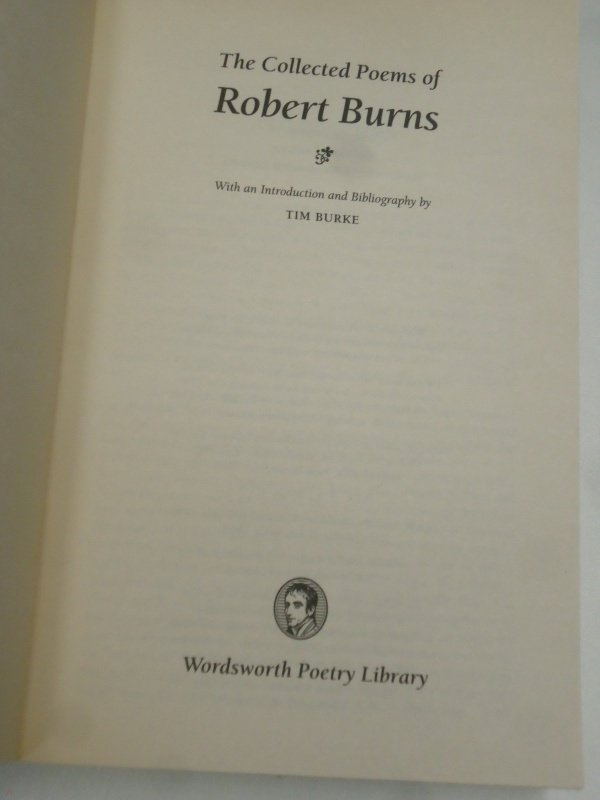 The Collected Poems of
Robert Burns
With an Introduction and Bibliography by
TIM BURKE
Wordsworth Poetry Library